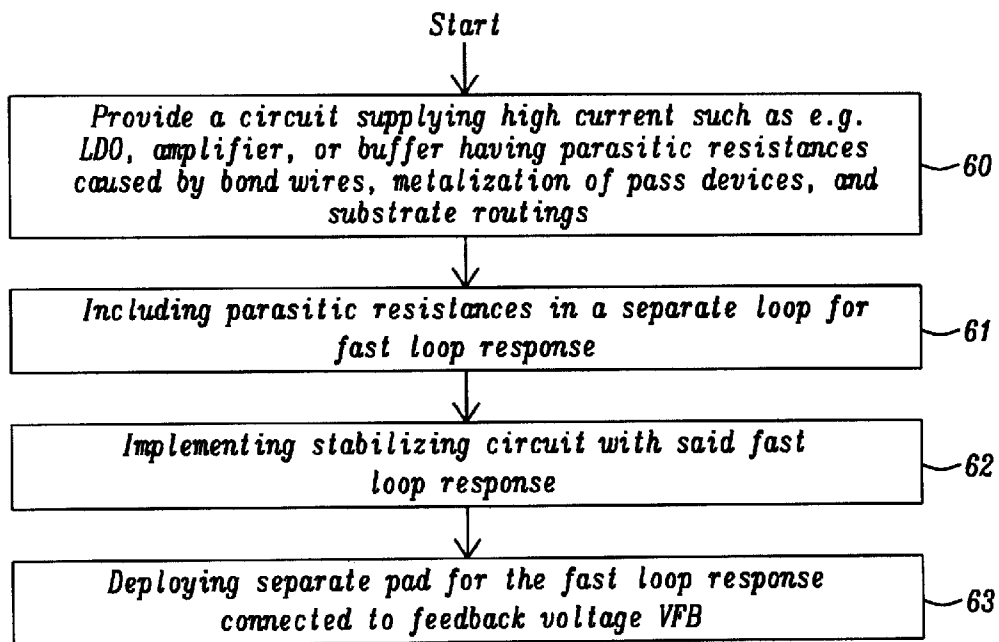 Start
Provide a circuit supplying high current such as e.g.
LDO, amplifier, or buffer having parasitic resistances
caused by bond wires, metalization of pass devices, and
substrate routings
60
Including parasitic resistances in a separate loop for
fast loop response
61
Implementing stabilizing circuit with said fast
loop response
62
Deploying separate pad for the fast loop response
connected to feedback voltage VFB
63